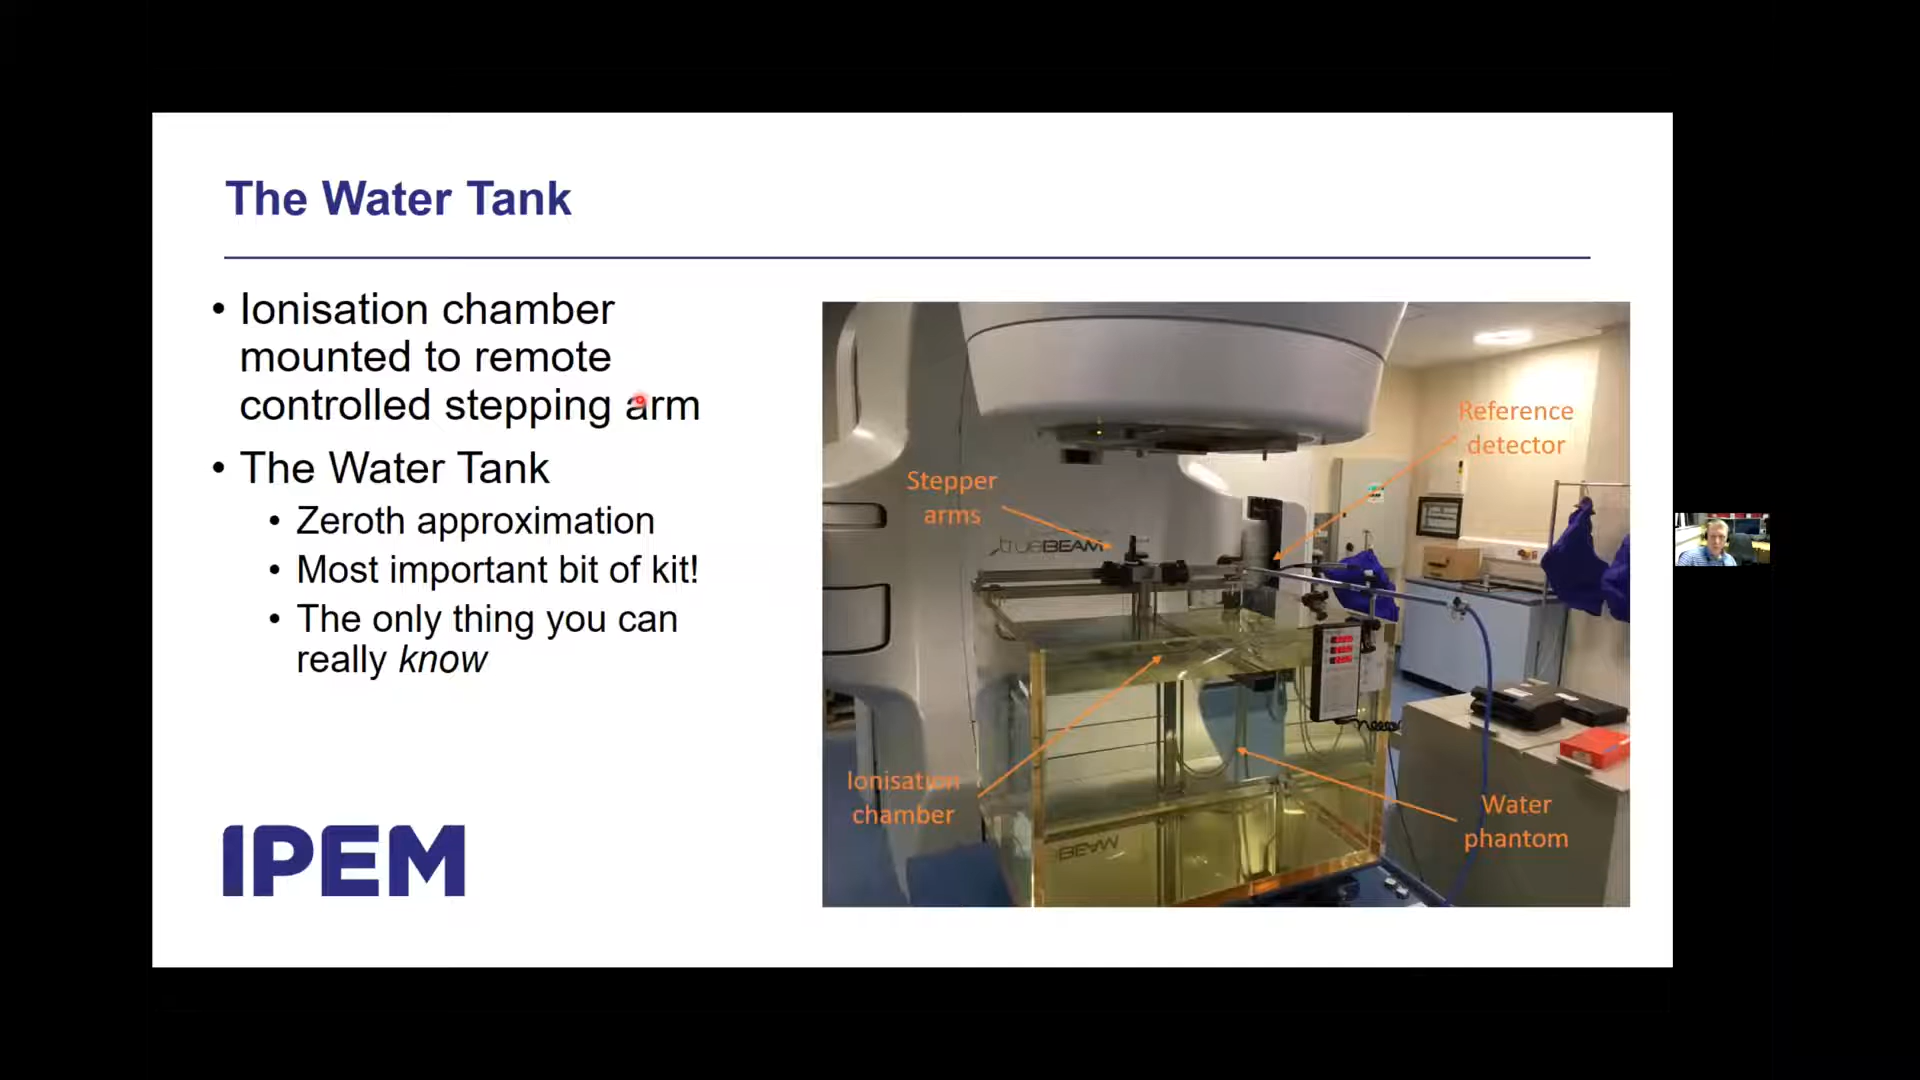 The Water Tank
• Ionisation chamber
mounted to remote
controlled stepping arm
• The Water Tank
• Zeroth approximation
• Most important bit of kit!
• The only thing you can
really know
IPEM
Reference
detector
Stepper
arms
trueBEAM
Ionisation
chamber
Water
phantom